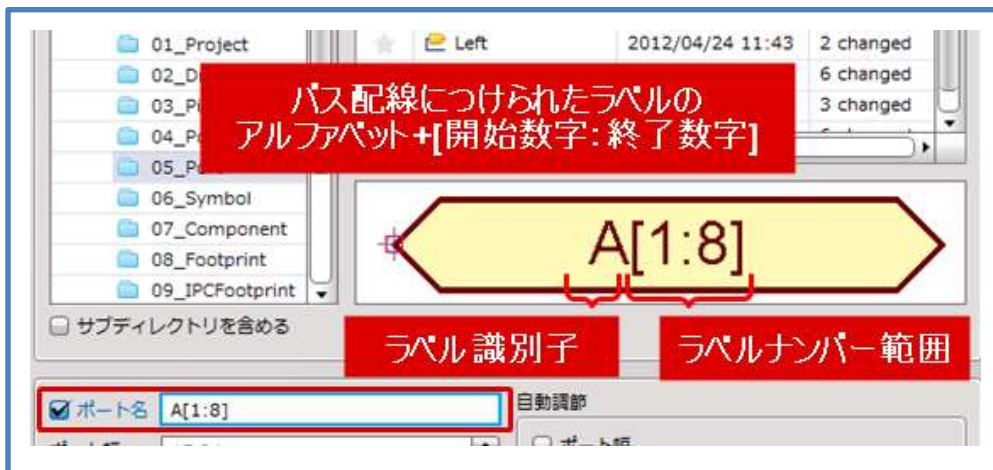 01_Project
Left 2012/04/24 11:43 2 changed
6 changed
3 changed
バス配線につけられたラベルの
アルファベット+[開始数字:終了数字]
06_Symbol
07_Component
08_Footprint
09_IPCFootprint
A[1:8]
サブディレクトリを含める
ラベル識別子
ラベルナンバー範囲
ポート名 A[1:8]
自動調節